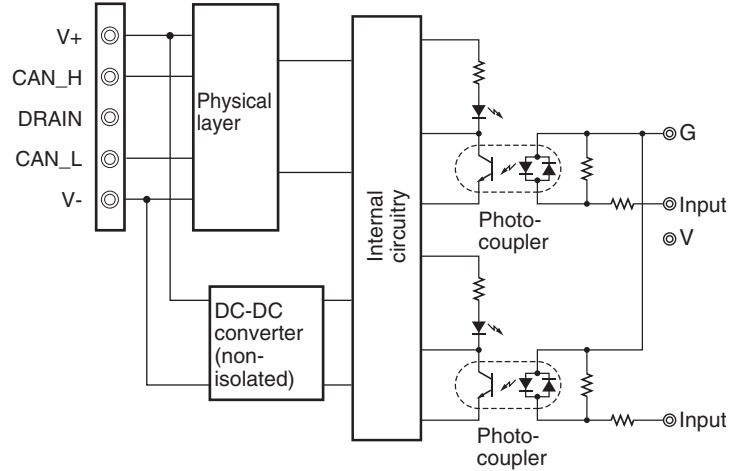 V+
CAN_H
DRAIN
CAN_L
V-
Physical
layer
DC-DC
converter
(non-
isolated)
Internal
circuitry
Photo-
coupler
G
Input
V
Photo-
coupler
Input